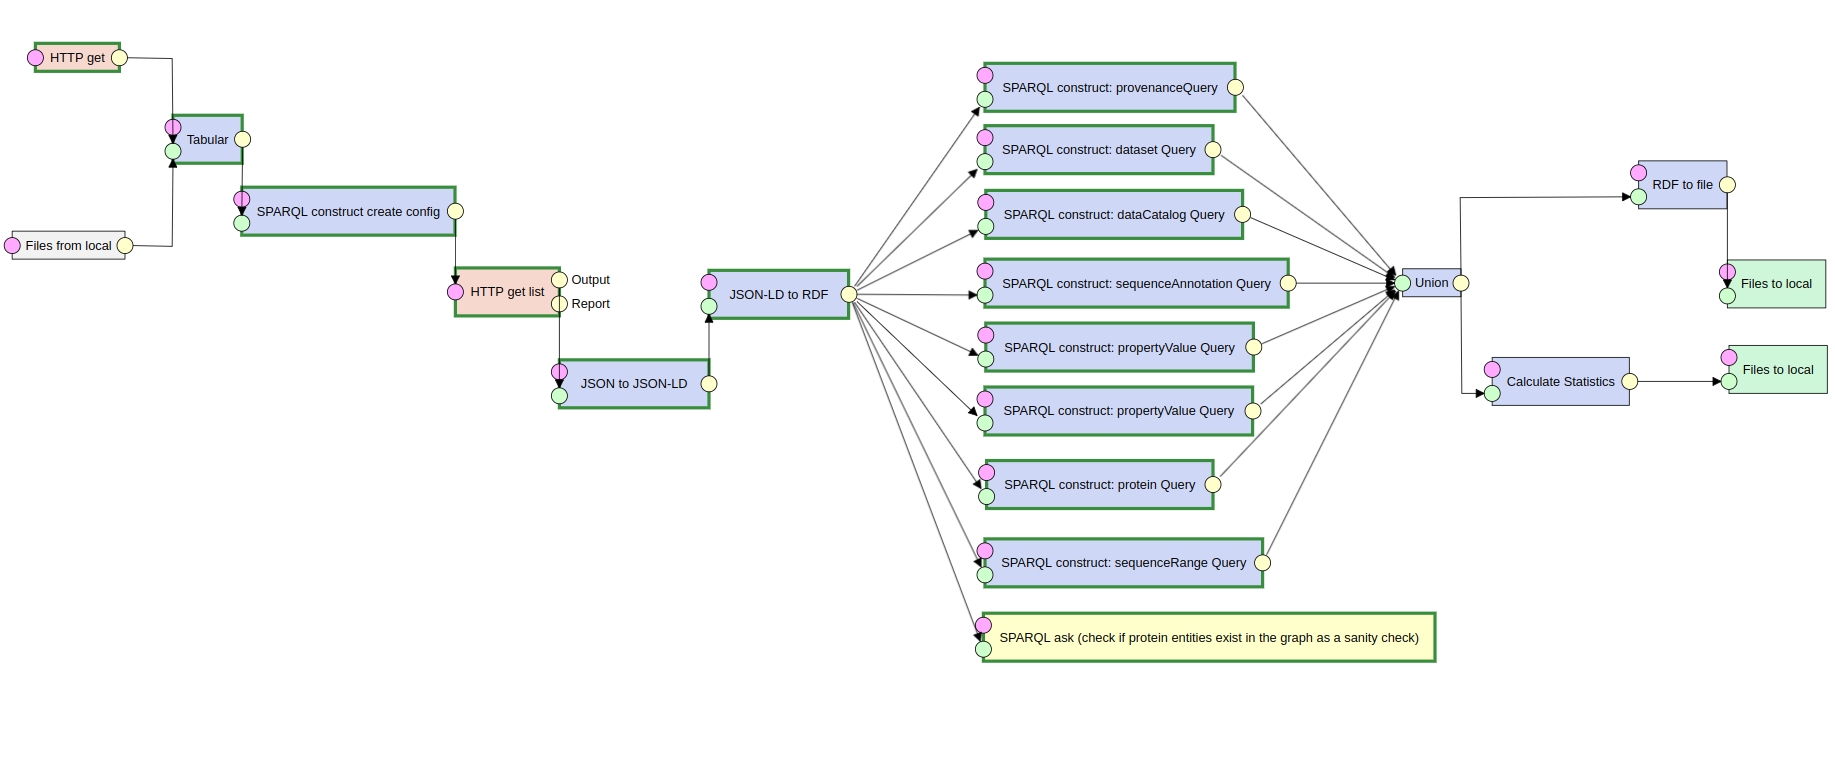 HTTP get
Tabular
Files from local
SPARQL construct create config
HTTP get list
Output
Report
JSON to JSON-LD
JSON-LD to RDF
SPARQL construct: provenanceQuery
SPARQL construct: dataset Query
SPARQL construct: dataCatalog Query
SPARQL construct: sequenceAnnotation Query
SPARQL construct: propertyValue Query
SPARQL construct: propertyValue Query
SPARQL construct: protein Query
SPARQL construct: sequenceRange Query
SPARQL ask (check if protein entities exist in the graph as a sanity check)
Union
RDF to file
Files to local
Calculate Statistics
Files to local